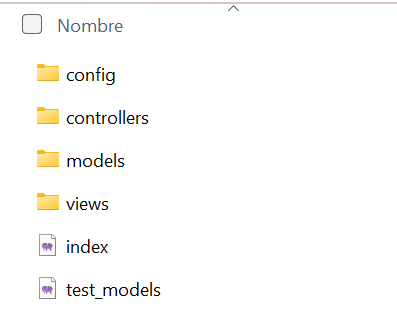 Nombre
config
controllers
models
views
index
test_models